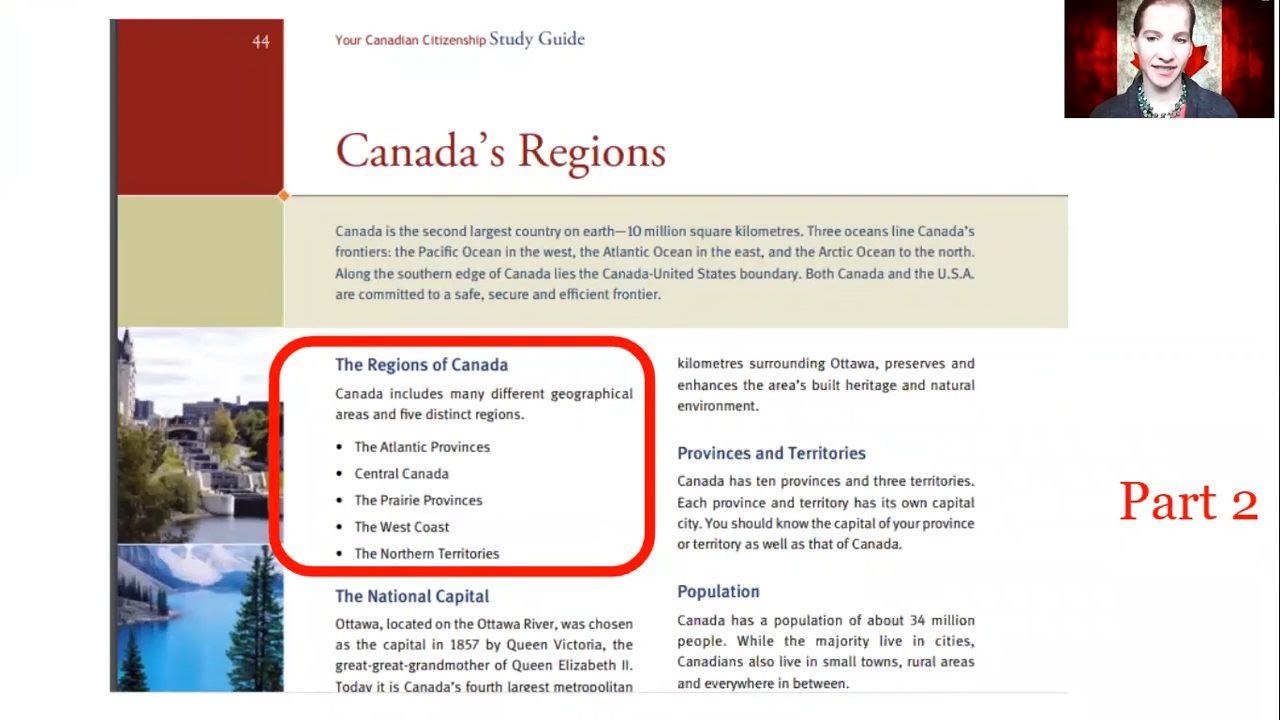 44
Your Canadian Citizenship Study Guide
Canada's Regions
Canada is the second largest country on earth—10 million square kilometres. Three oceans line Canada's
frontiers: the Pacific Ocean in the west, the Atlantic Ocean in the east, and the Arctic Ocean to the north.
Along the southern edge of Canada lies the Canada-United States boundary. Both Canada and the U.S.A.
are committed to a safe, secure and efficient frontier.
The Regions of Canada
Canada includes many different geographical
areas and five distinct regions.
• The Atlantic Provinces
• Central Canada
• The Prairie Provinces
• The West Coast
• The Northern Territories
The National Capital
Ottawa, located on the Ottawa River, was chosen
as the capital in 1857 by Queen Victoria, the
great-great-grandmother of Queen Elizabeth II.
Today it is Canada's fourth largest metropolitan
kilometres surrounding Ottawa, preserves and
enhances the area's built heritage and natural
environment.
Provinces and Territories
Canada has ten provinces and three territories.
Each province and territory has its own capital
city. You should know the capital of your province
or territory as well as that of Canada.
Population
Canada has a population of about 34 million
people. While the majority live in cities,
Canadians also live in small towns, rural areas
and everywhere in between.
Part 2